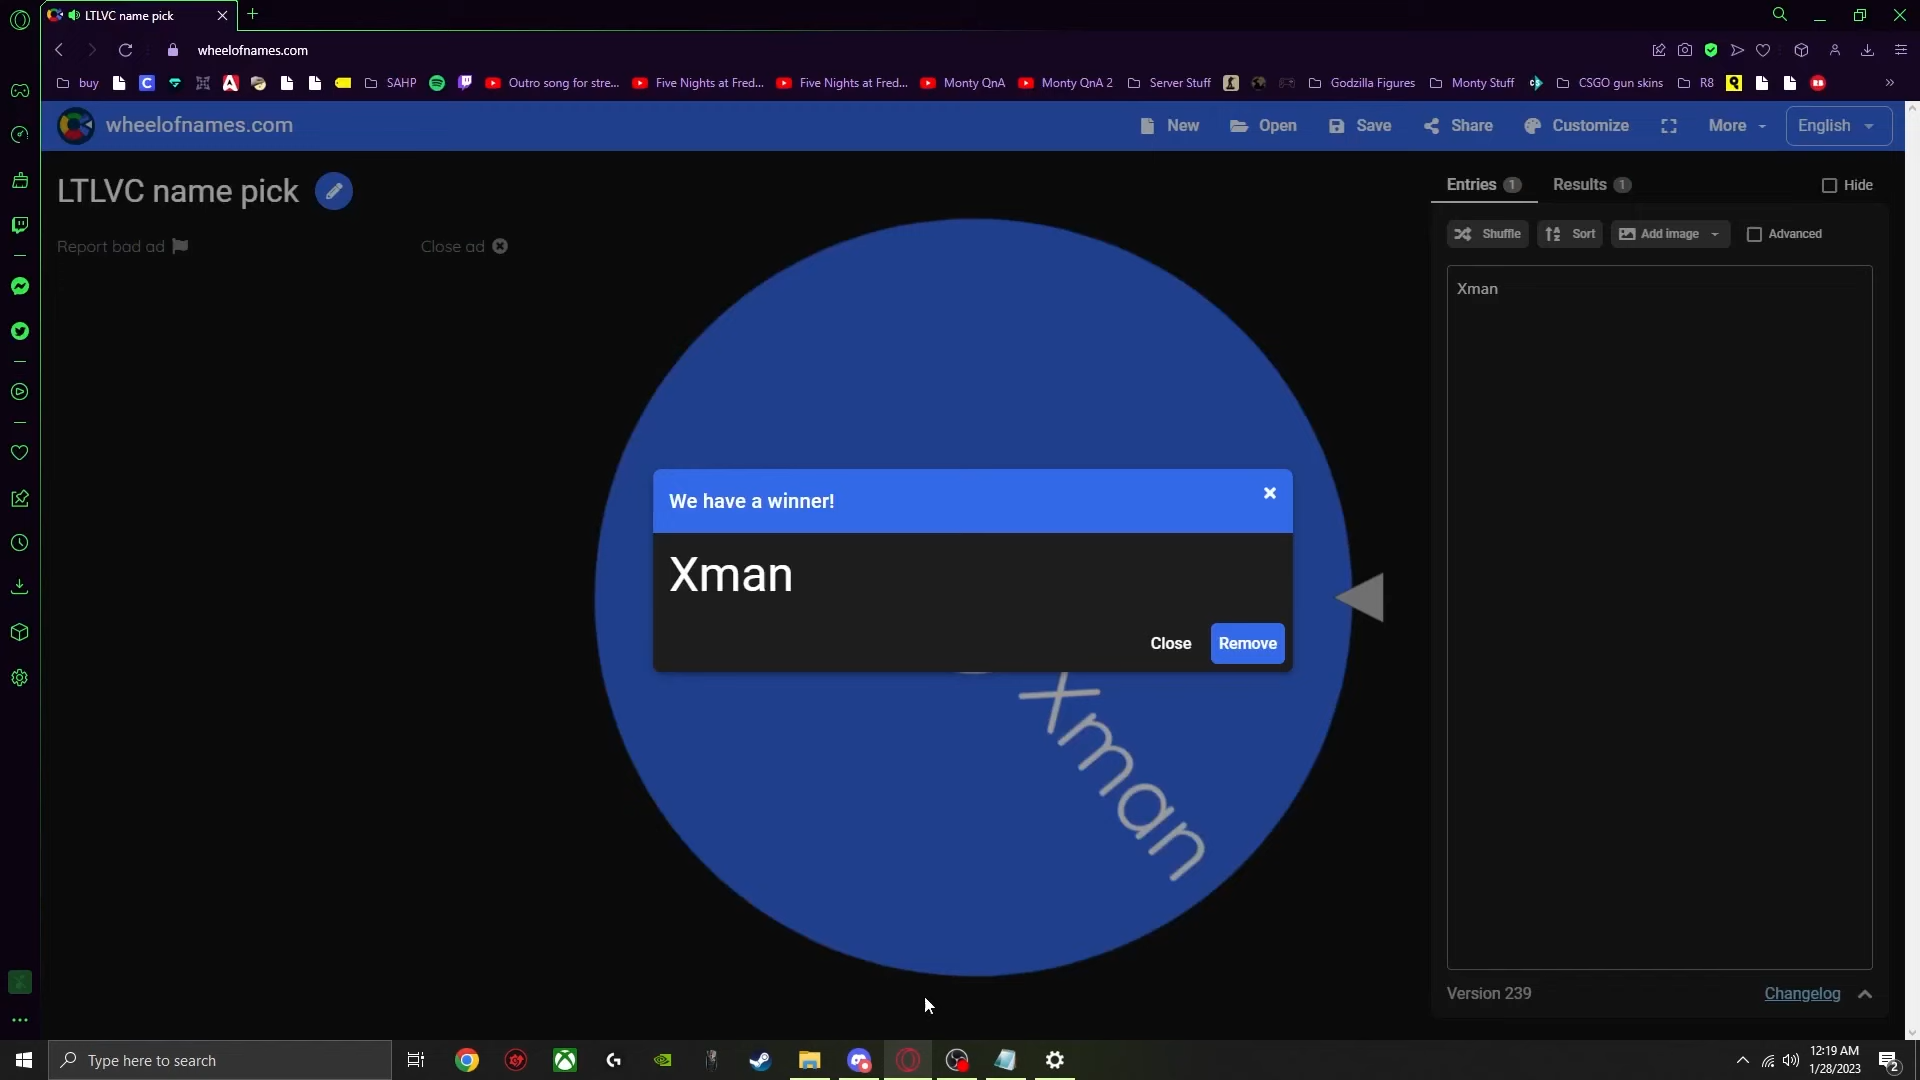 LTLVC name pick
wheelofnames.com
buy
SAHP
Outro song for stre...
Five Nights at Fred...
Five Nights at Fred...
Monty QnA
Monty QnA 2
Server Stuff
Godzilla Figures
Monty Stuff
CSGO gun skins
R8
wheelofnames.com
New
Open
Save
Share
Customize
More
English
LTLVC name pick
Report bad ad
Close ad
Entries 1
Results 1
Hide
Shuffle
Sort
Add image
Advanced
Xman
We have a winner!
Xman
Close
Remove
Xman
Version 239
Changelog
Type here to search
12:19 AM
1/28/2023
2